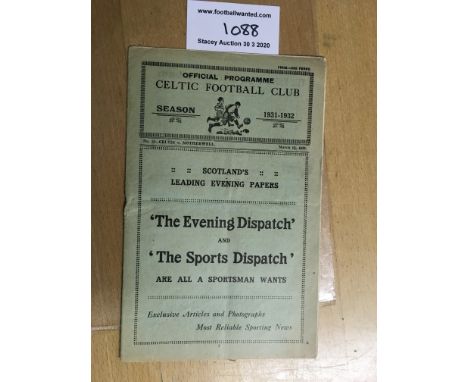 www.footballwanted.com
1088
Stacey Auction 30 3 2020
OFFICIAL PROGRAMME
CELTIC FOOTBALL CLUB
SEASON 1931-1932
CELTIC v. MOTHERWELL
SCOTLAND'S
LEADING EVENING PAPERS
'The Evening Dispatch'
AND
'The Sports Dispatch'
ARE ALL A SPORTSMAN WANTS
Exclusive Articles and Photographs
Most Reliable Sporting News